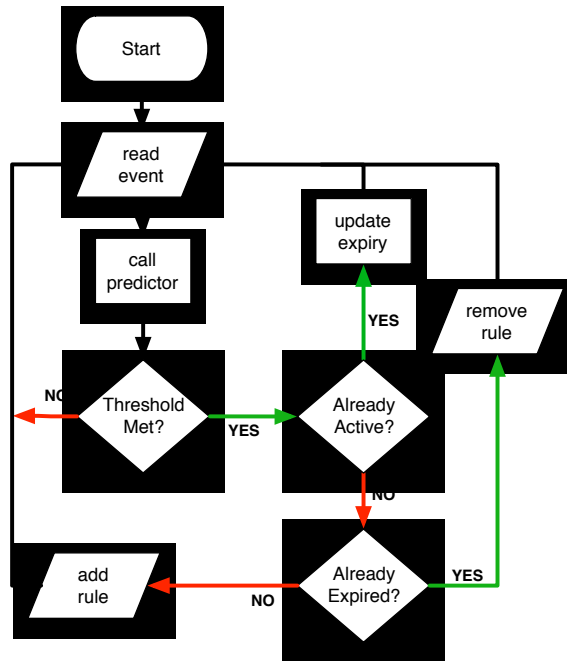 Start
read
event
call
predictor
update
expiry
remove
rule
YES
NO
Threshold
Met?
YES
Already
Active?
NO
add
rule
NO
Already
Expired?
YES